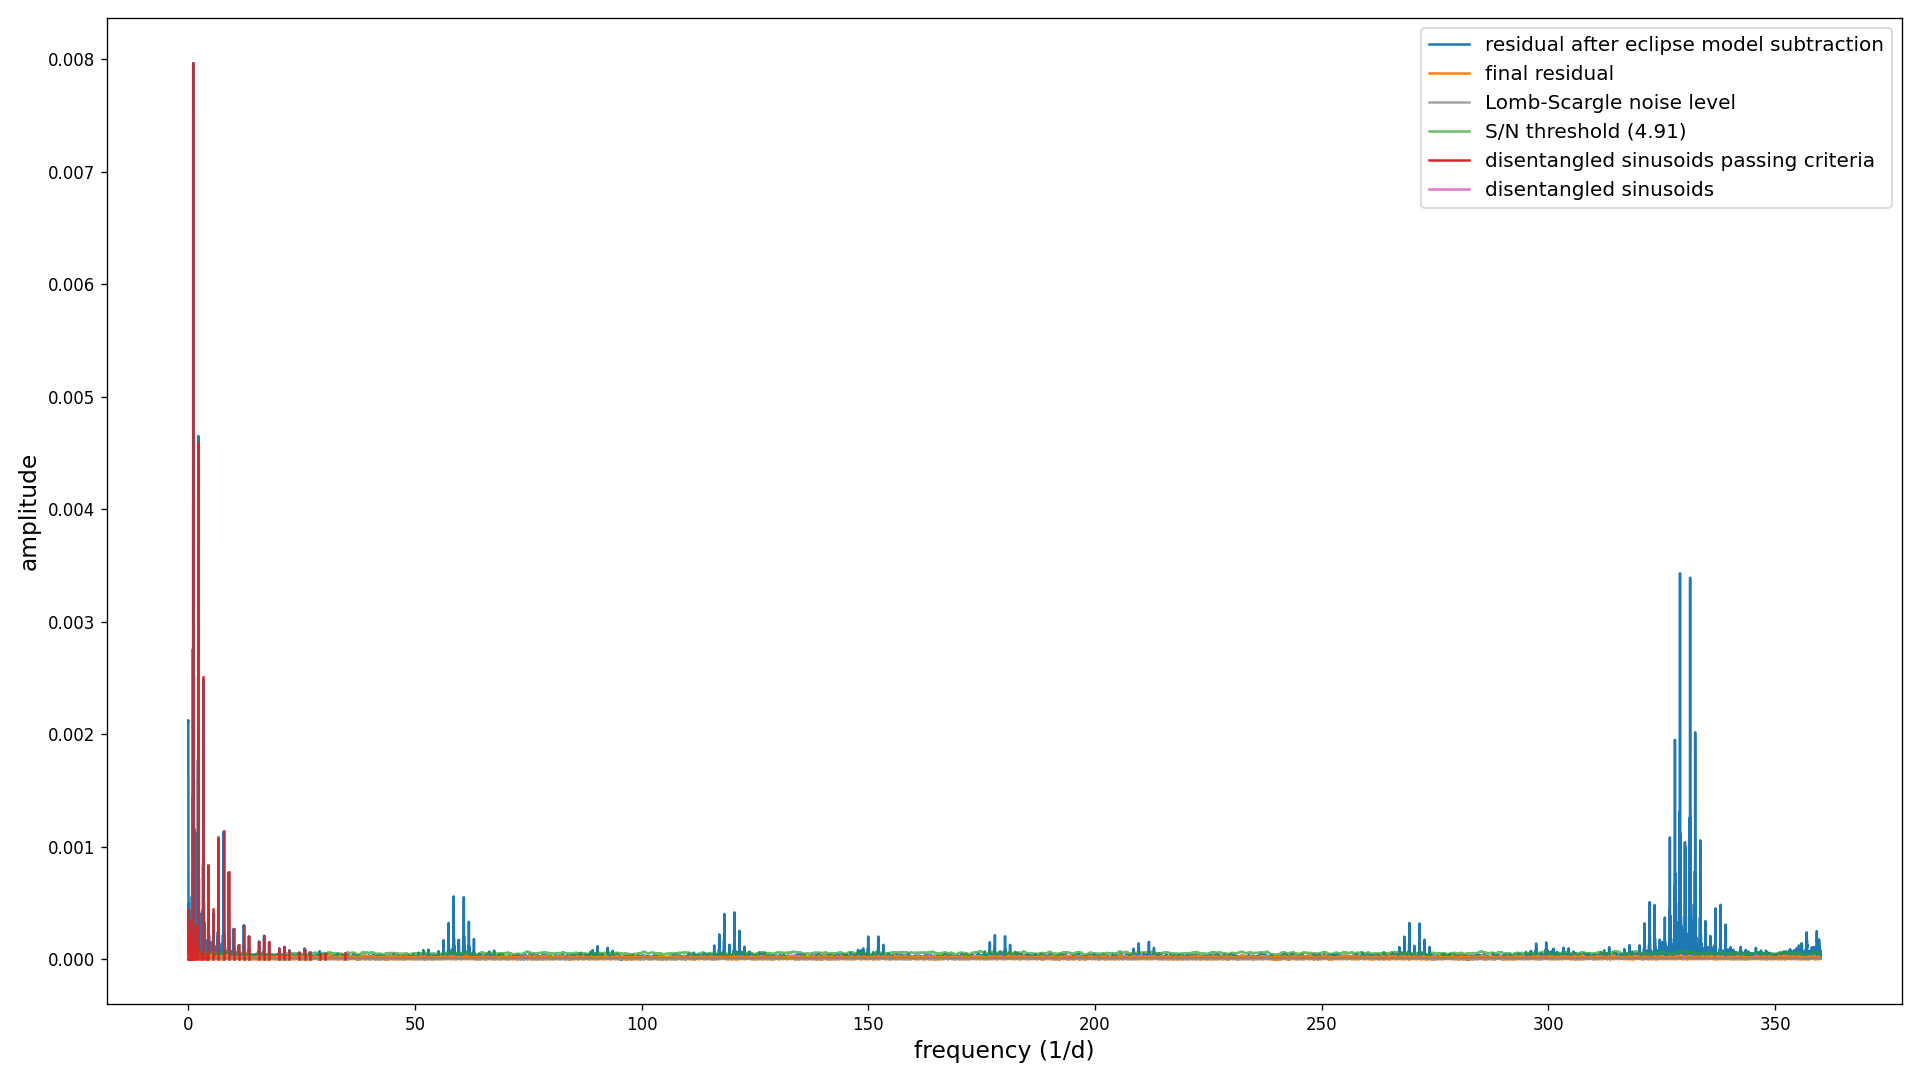 0.008
0.007
0.006
0.005
0.004
0.003
0.002
0.001
0.000
amplitude
0
50
100
150
200
250
300
350
frequency (1/d)
residual after eclipse model subtraction
final residual
Lomb-Scargle noise level
S/N threshold (4.91)
disentangled sinusoids passing criteria
disentangled sinusoids